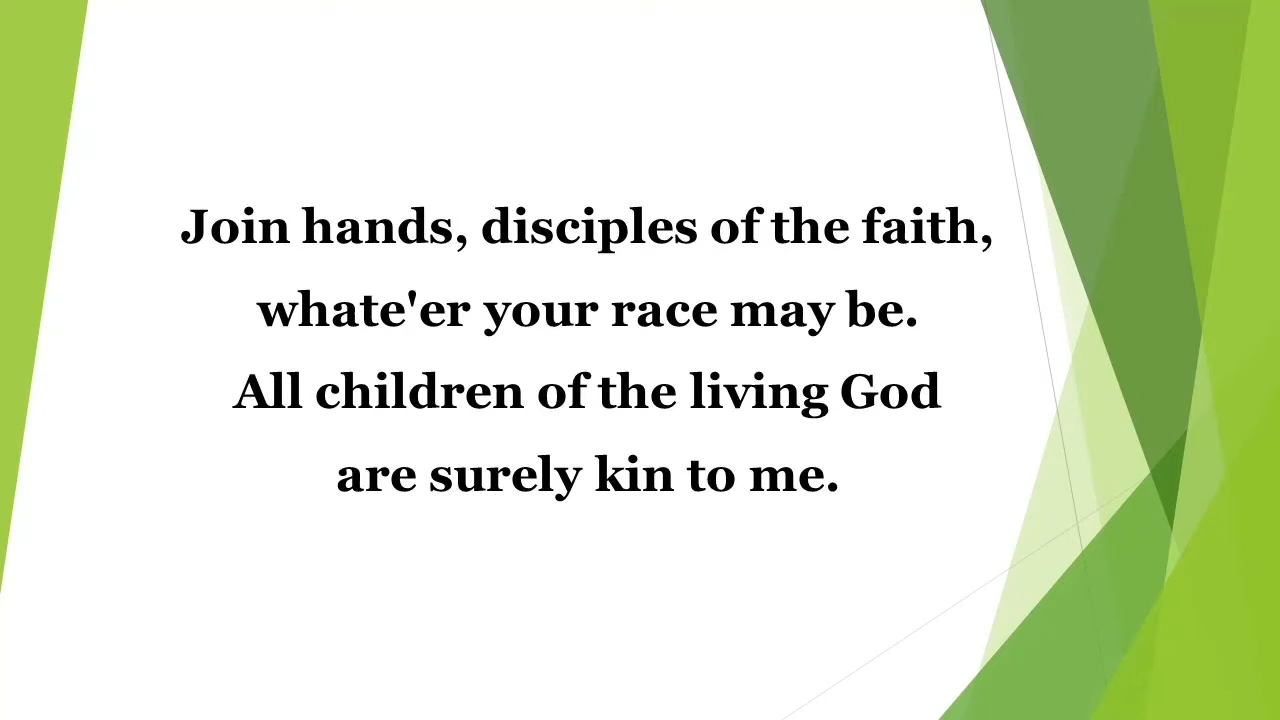 Join hands, disciples of the faith,
whate'er your race may be.
All children of the living God
are surely kin to me.